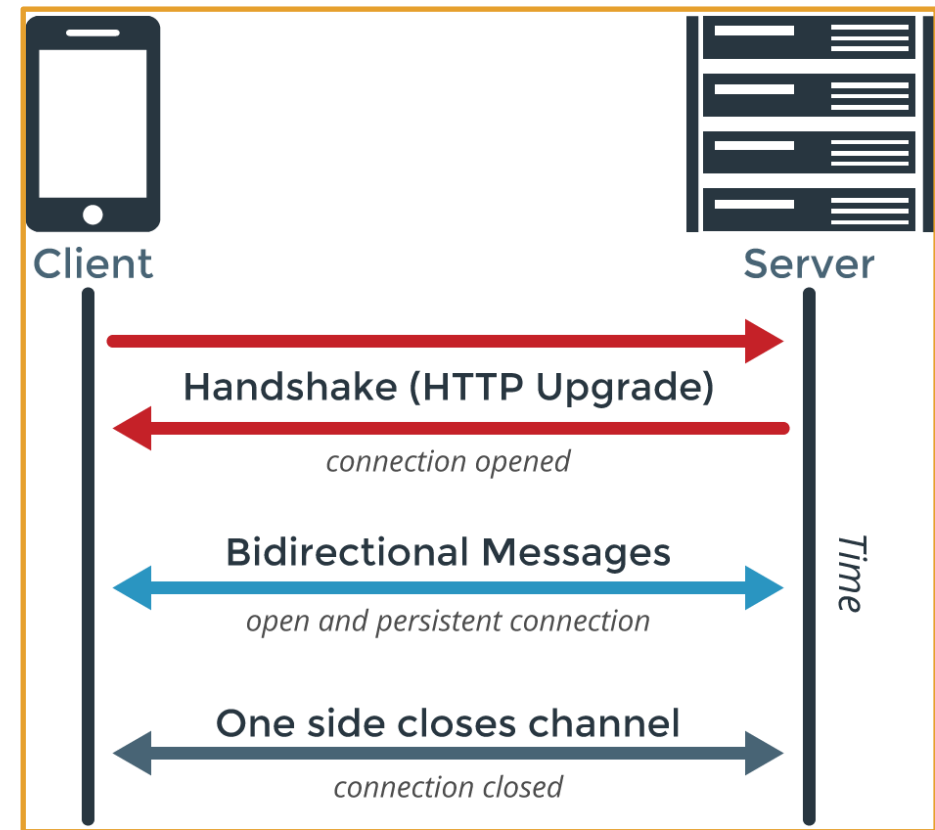 Client
Server
Handshake (HTTP Upgrade)
connection opened
Bidirectional Messages
open and persistent connection
Time
One side closes channel
connection closed